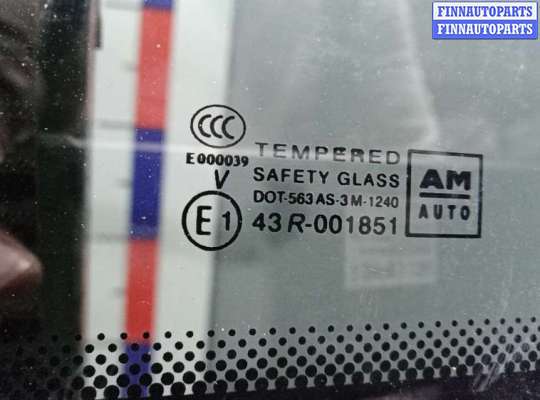 FINNAUTOPARTS
FINNAUTOPARTS
CCC
E000039
V
E1
TEMPERED
SAFETY GLASS
DOT-563 AS-3 M-1240
43R-001851
AM
AUTO